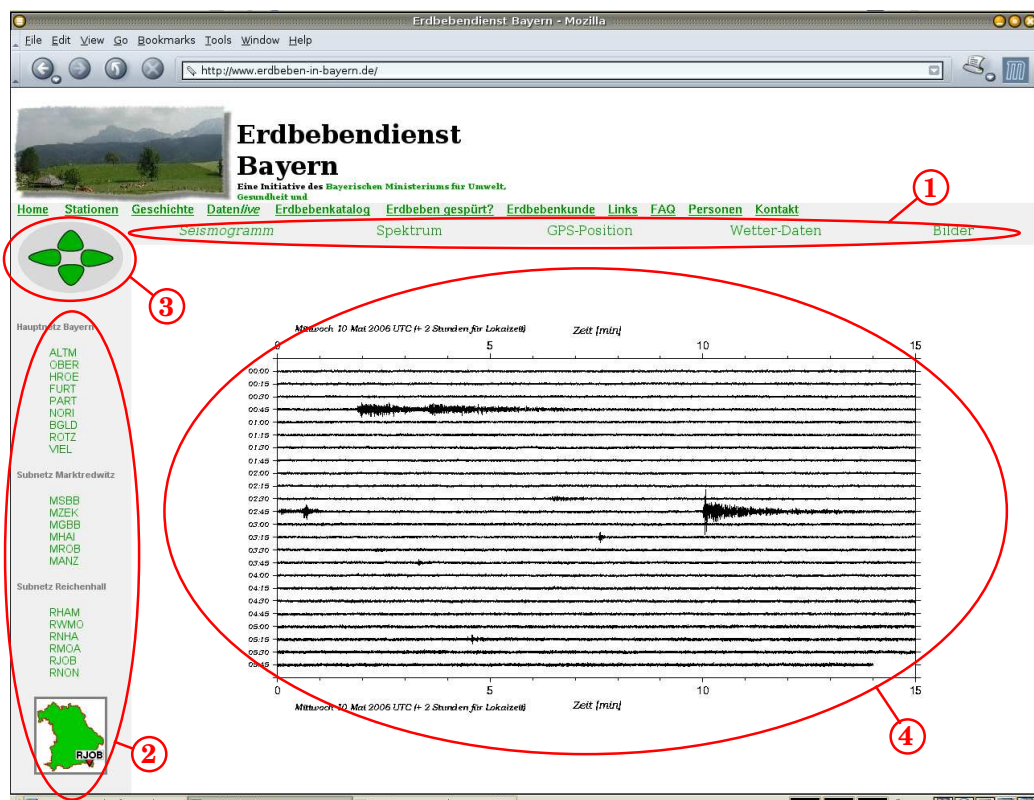 Erdbebendienst Bayern - Mozilla
File Edit View Go Bookmarks Tools Window Help
http://www.erdbeben-in-bayern.de/
Erdbebendienst
Bayern
Eine Initiative des Bayerischen Ministeriums für Umwelt,
Gesundheit und
1
Home Stationen Geschichte Datenlive Erdbebenkatalog Erdbeben gespürt? Erdbebenkunde Links FAQ Personen Kontakt
Seismogramm Spektrum GPS-Position Wetter-Daten Bilder
3
Hauptnetz Bayern
ALTM
OBER
HROE
FURT
PART
NORI
BGLD
ROTZ
VIEL
Subnetz Marktredwitz
MSBB
MZEK
MGBB
MHAI
MROB
MANZ
Subnetz Reichenhall
RHAM
RWMO
RNHA
RMOA
RJOB
RNON
RJOB
2
Mittwoch 10 Mai 2006 UTC (+ 2 Stunden für Lokalzeit) Zeit [min]
0 5 10 15
00:00
00:15
00:30
00:45
01:00
01:15
01:30
01:45
02:00
02:15
02:30
02:45
03:00
03:15
03:30
03:45
04:00
04:15
04:30
04:45
05:00
05:15
05:30
05:45
0 5 10 15
Mittwoch 10 Mai 2006 UTC (+ 2 Stunden für Lokalzeit) Zeit [min]
4